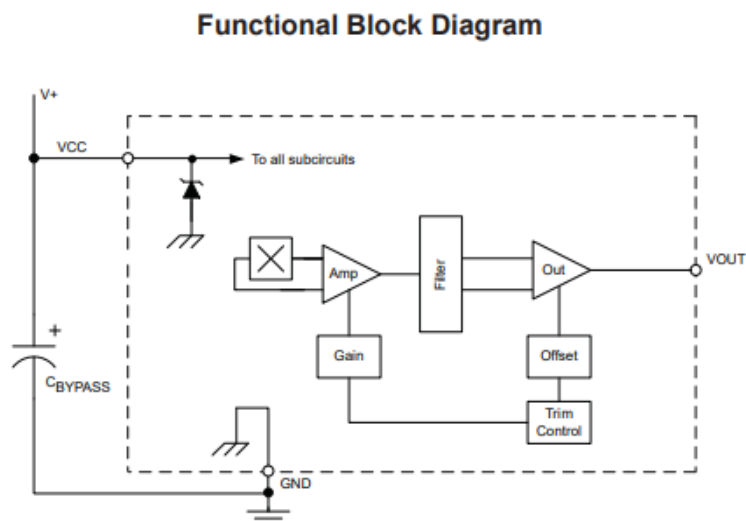 Functional Block Diagram
V+
VCC
To all subcircuits
Amp
Filter
Out
VOUT
Gain
Offset
+
CBYPASS
Trim
Control
GND